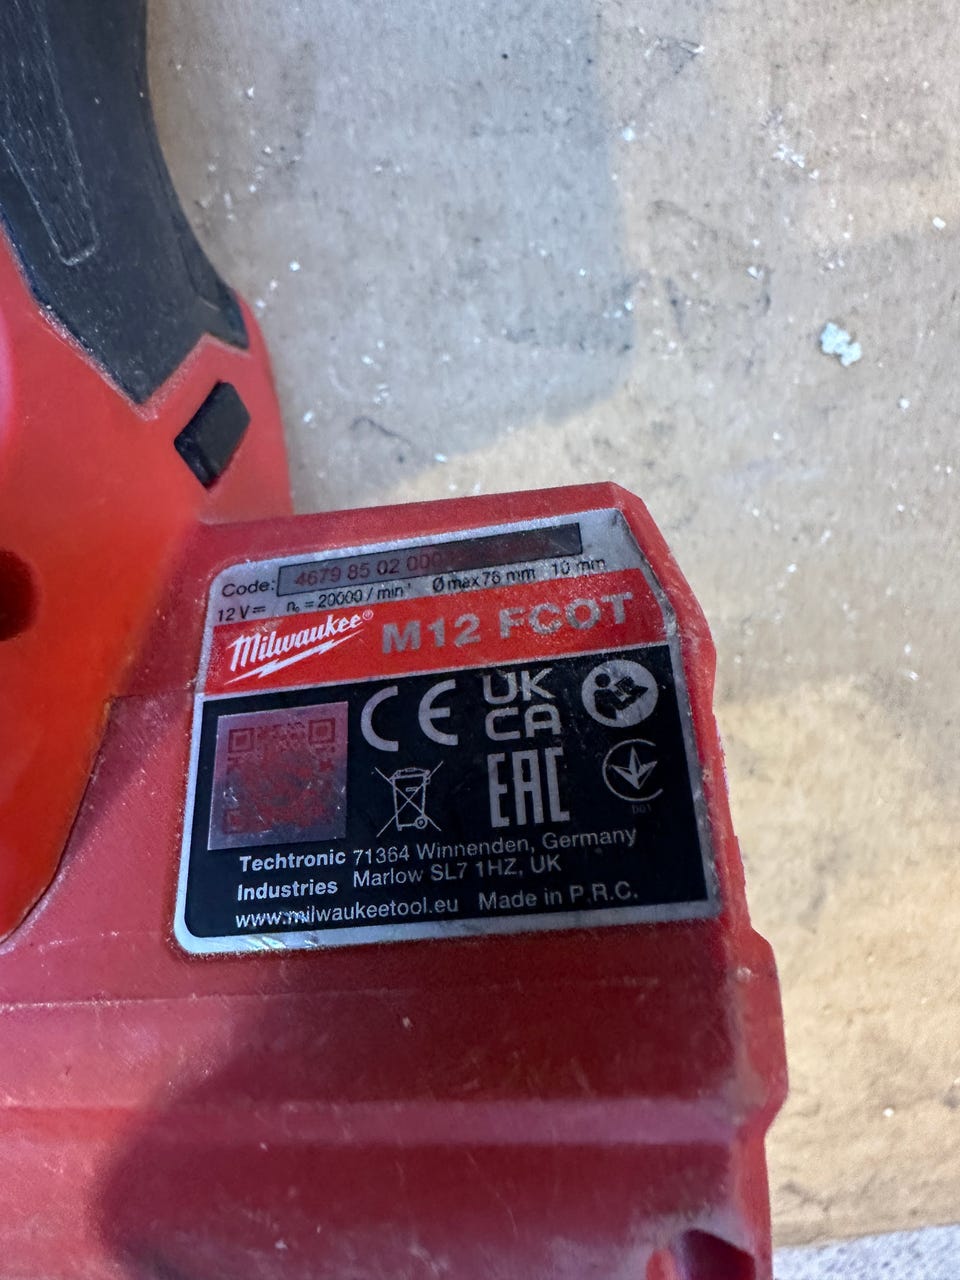 Code: 4679 85 02 000
12 V⎓ n₀ = 20000 / min⁻¹ Ø max 76 mm 10 mm
Milwaukee® M12 FCOT
CE UK
CA
EAC
001
Techtronic 71364 Winnenden, Germany
Industries Marlow SL7 1HZ, UK
www.milwaukeetool.eu Made in P.R.C.